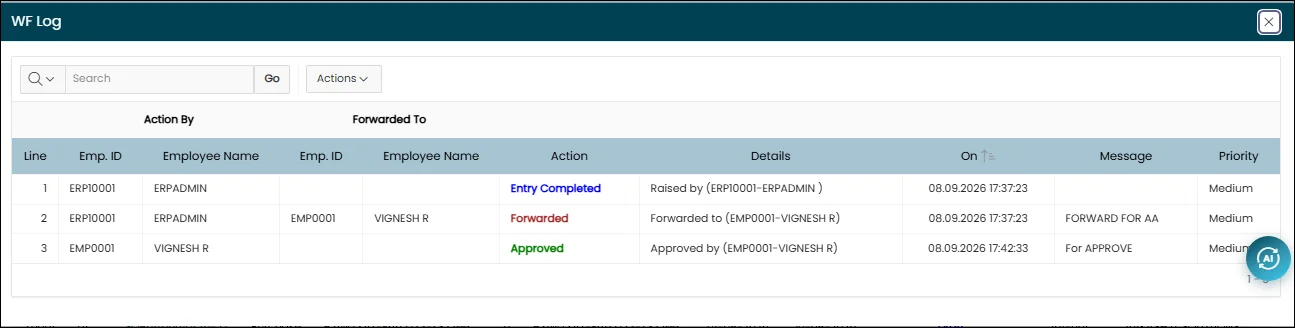 WF Log
Search Go Actions
Action By Forwarded To
Line Emp. ID Employee Name Emp. ID Employee Name Action Details On Message Priority
1 ERP10001 ERPADMIN Entry Completed Raised by (ERP10001-ERPADMIN ) 08.09.2026 17:37:23 Medium
2 ERP10001 ERPADMIN EMP0001 VIGNESH R Forwarded Forwarded to (EMP0001-VIGNESH R) 08.09.2026 17:37:23 FORWARD FOR AA Medium
3 EMP0001 VIGNESH R Approved Approved by (EMP0001-VIGNESH R) 08.09.2026 17:42:33 For APPROVE Medium
AI